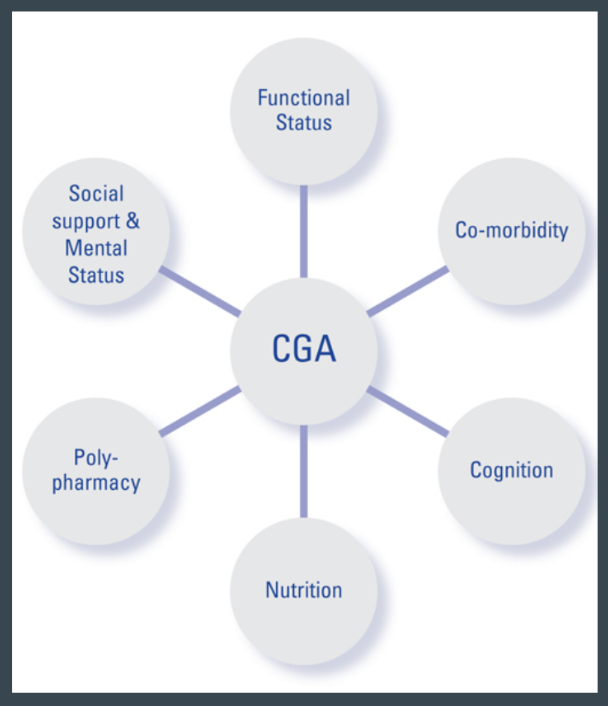 Functional
Status
Social
support &
Mental
Status
Co-morbidity
CGA
Poly-
pharmacy
Cognition
Nutrition